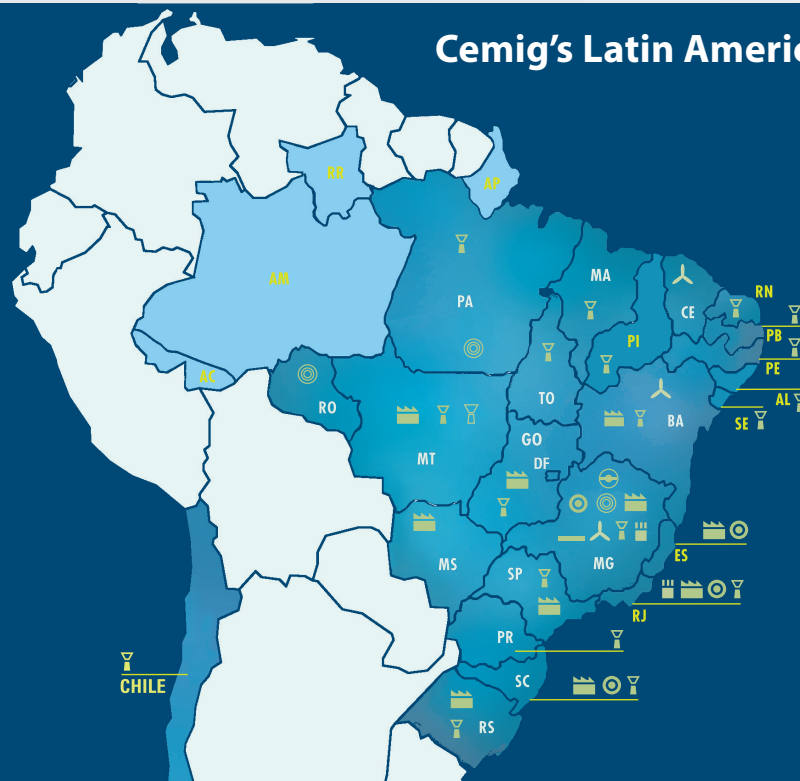 Cemig's Latin Americ
RR
AP
AM
MA
RN
PA
CE
PB
PI
PE
AC
TO
AL
RO
BA
SE
GO
MT
DF
ES
MS
SP
MG
RJ
PR
CHILE
SC
RS